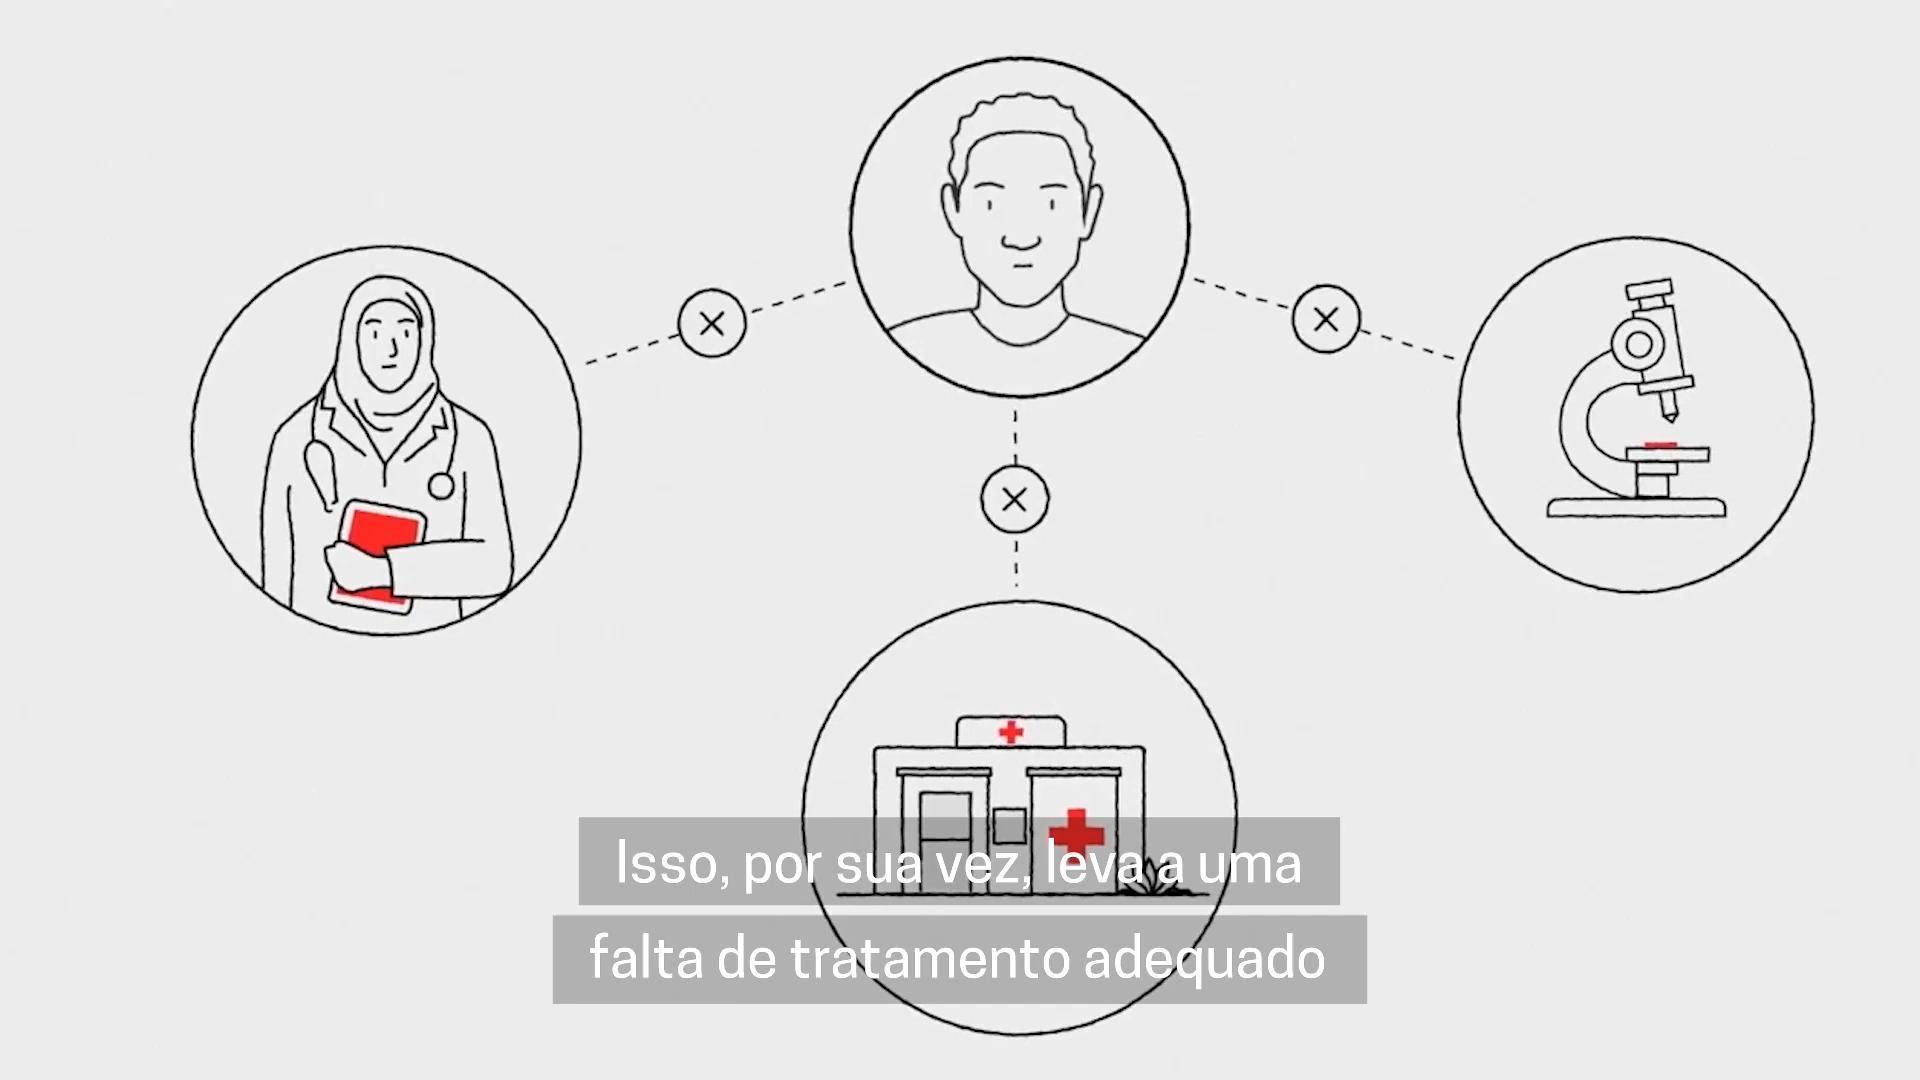 Isso, por sua vez, leva a uma
falta de tratamento adequado